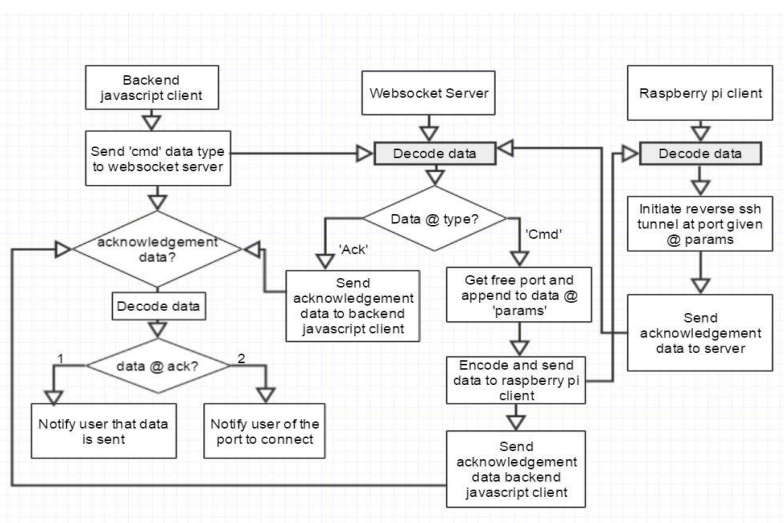 Backend
javascript client
Send 'cmd' data type
to websocket server
acknowledgement
data?
Decode data
data @ ack?
1
2
Notify user that data
is sent
Notify user of the
port to connect
Websocket Server
Decode data
Data @ type?
'Ack'
'Cmd'
Send
acknowledgement
data to backend
javascript client
Get free port and
append to data @
'params'
Encode and send
data to raspberry pi
client
Send
acknowledgement
data backend
javascript client
Raspberry pi client
Decode data
Initiate reverse ssh
tunnel at port given
@ params
Send
acknowledgement
data to server